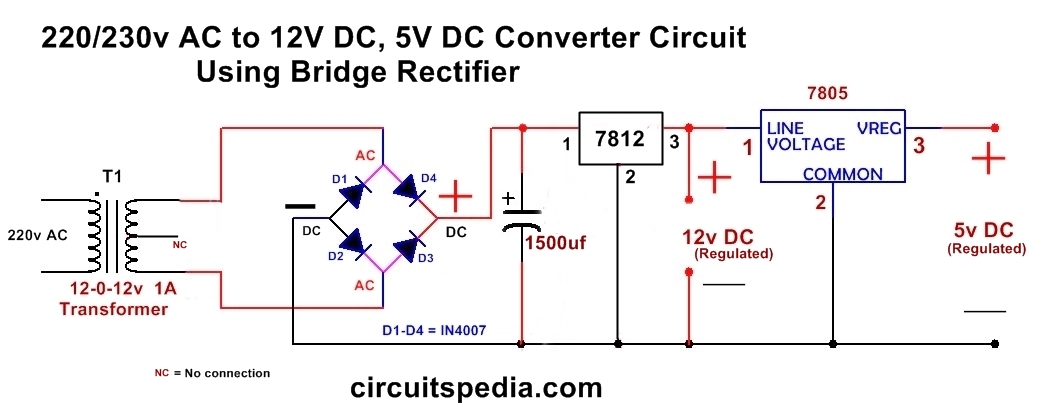 220/230v AC to 12V DC, 5V DC Converter Circuit
Using Bridge Rectifier
T1
220v AC
NC
12-0-12v 1A
Transformer
AC
D1
D4
+
DC
DC
D2
D3
AC
D1-D4 = IN4007
+
1500uf
1
7812
3
2
+
12v DC
(Regulated)
7805
1
LINE
VOLTAGE
VREG
3
COMMON
2
+
5v DC
(Regulated)
NC = No connection
circuitspedia.com